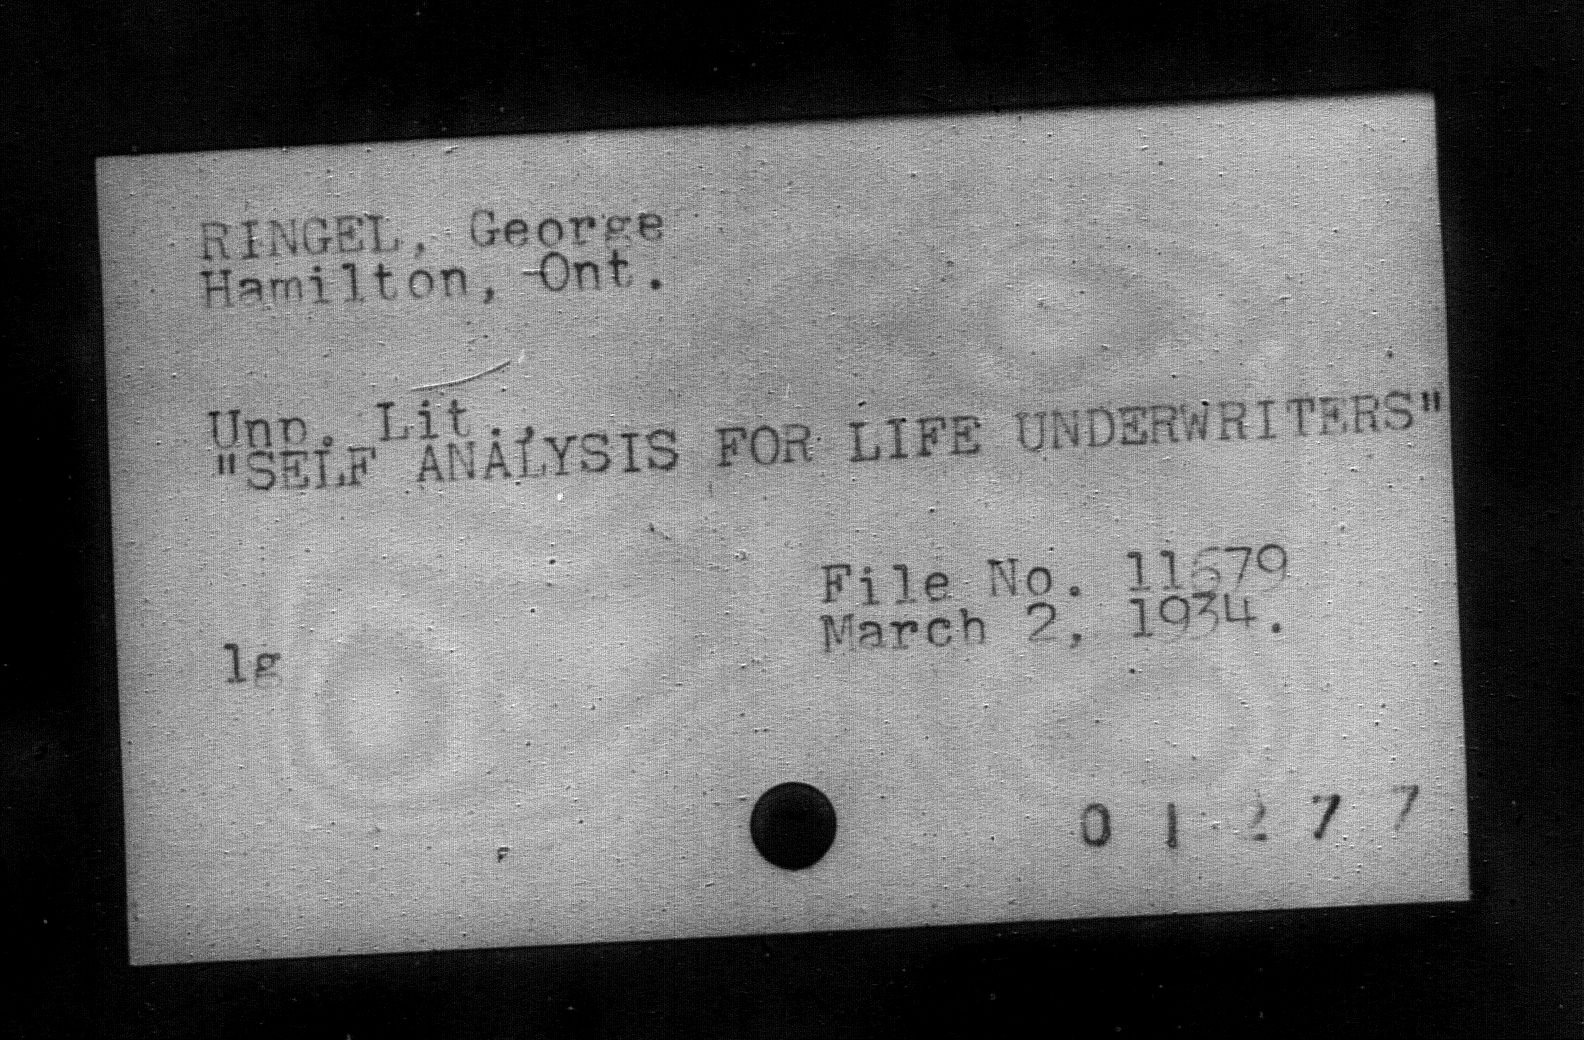 RINGEL, George
Hamilton, Ont.
Unp. Lit.,
"SELF ANALYSIS FOR LIFE UNDERWRITERS"
File No. 11679
March 2, 1934.
lg
0 1 2 7 7